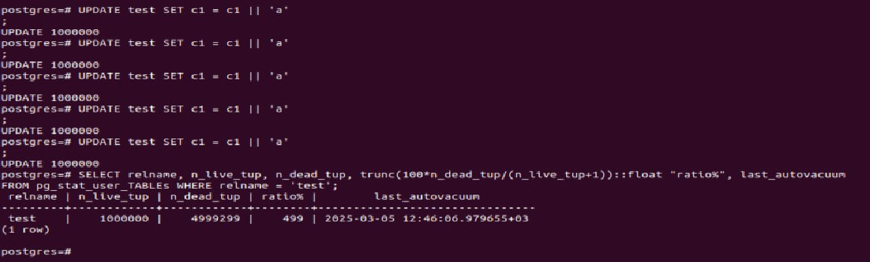 postgres=# UPDATE test SET c1 = c1 || 'a'
;
UPDATE 1000000
postgres=# UPDATE test SET c1 = c1 || 'a'
;
UPDATE 1000000
postgres=# UPDATE test SET c1 = c1 || 'a'
;
UPDATE 1000000
postgres=# UPDATE test SET c1 = c1 || 'a'
;
UPDATE 1000000
postgres=# UPDATE test SET c1 = c1 || 'a'
;
UPDATE 1000000
postgres=# SELECT relname, n_live_tup, n_dead_tup, trunc(100*n_dead_tup/(n_live_tup+1))::float "ratio%", last_autovacuum
FROM pg_stat_user_TABLEs WHERE relname = 'test';
 relname | n_live_tup | n_dead_tup | ratio% |        last_autovacuum
---------+------------+------------+--------+-------------------------------
 test    |    1000000 |    4999299 |    499 | 2025-03-05 12:46:06.979655+03
(1 row)
postgres=#